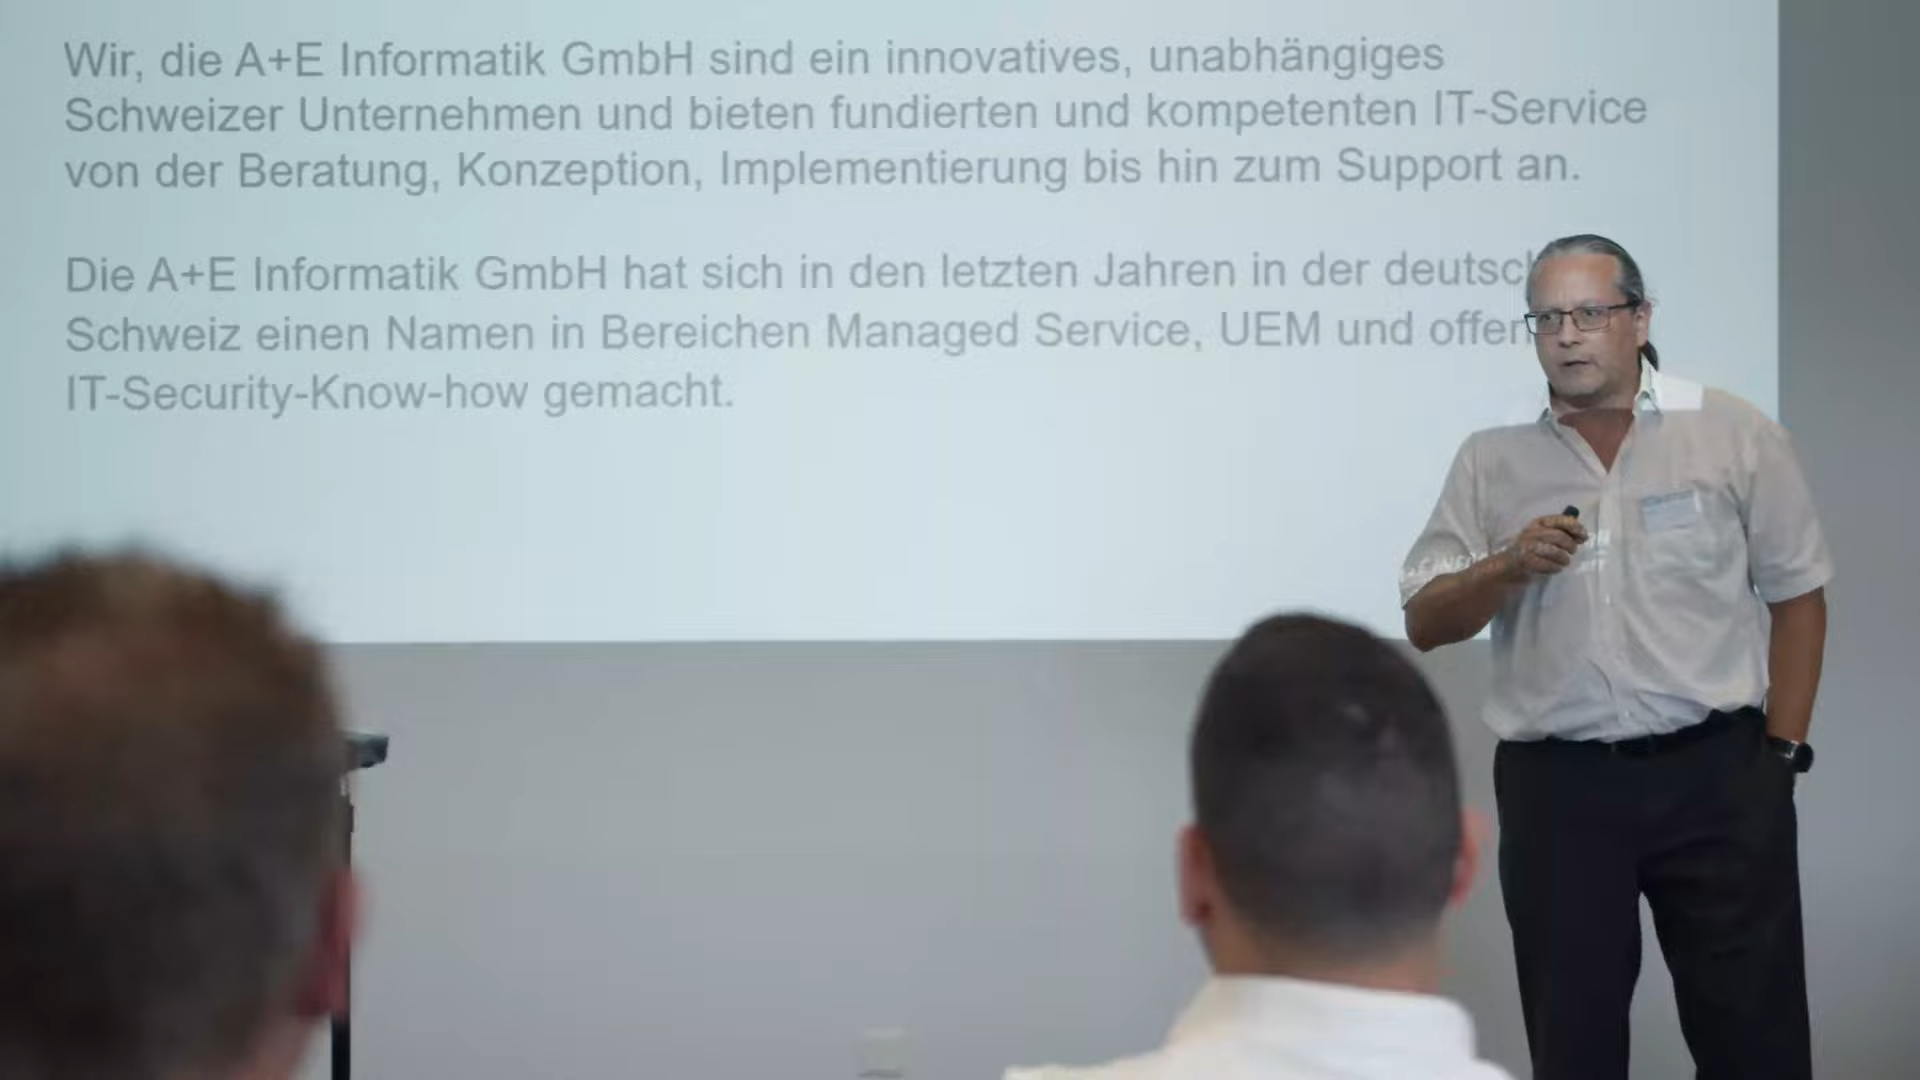 Wir, die A+E Informatik GmbH sind ein innovatives, unabhängiges
Schweizer Unternehmen und bieten fundierten und kompetenten IT-Service
von der Beratung, Konzeption, Implementierung bis hin zum Support an.
Die A+E Informatik GmbH hat sich in den letzten Jahren in der
Schweiz einen Namen in Bereichen Managed Service, UEM und
IT-Security-Know-how gemacht.